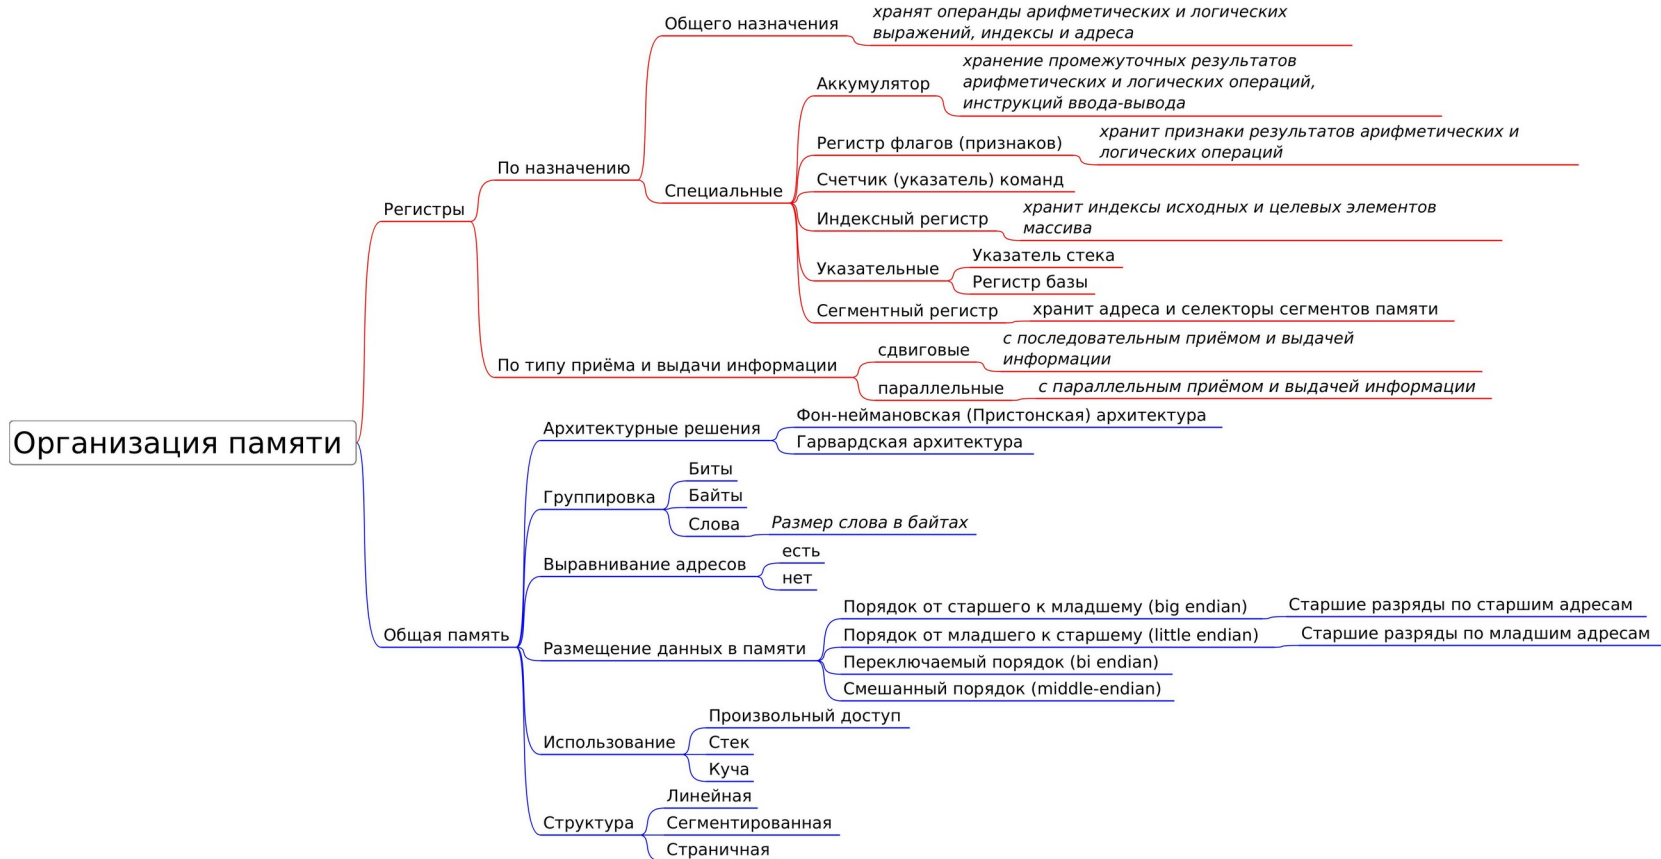 Организация памяти
Регистры
По назначению
Общего назначения
хранят операнды арифметических и логических
выражений, индексы и адреса
Специальные
Аккумулятор
хранение промежуточных результатов
арифметических и логических операций,
инструкций ввода-вывода
Регистр флагов (признаков)
хранит признаки результатов арифметических и
логических операций
Счетчик (указатель) команд
Индексный регистр
хранит индексы исходных и целевых элементов
массива
Указательные
Указатель стека
Регистр базы
Сегментный регистр
хранит адреса и селекторы сегментов памяти
По типу приёма и выдачи информации
сдвиговые
с последовательным приёмом и выдачей
информации
параллельные
с параллельным приёмом и выдачей информации
Общая память
Архитектурные решения
Фон-неймановская (Пристонская) архитектура
Гарвардская архитектура
Группировка
Биты
Байты
Слова
Размер слова в байтах
Выравнивание адресов
есть
нет
Размещение данных в памяти
Порядок от старшего к младшему (big endian)
Старшие разряды по старшим адресам
Порядок от младшего к старшему (little endian)
Старшие разряды по младшим адресам
Переключаемый порядок (bi endian)
Смешанный порядок (middle-endian)
Использование
Произвольный доступ
Стек
Куча
Структура
Линейная
Сегментированная
Страничная